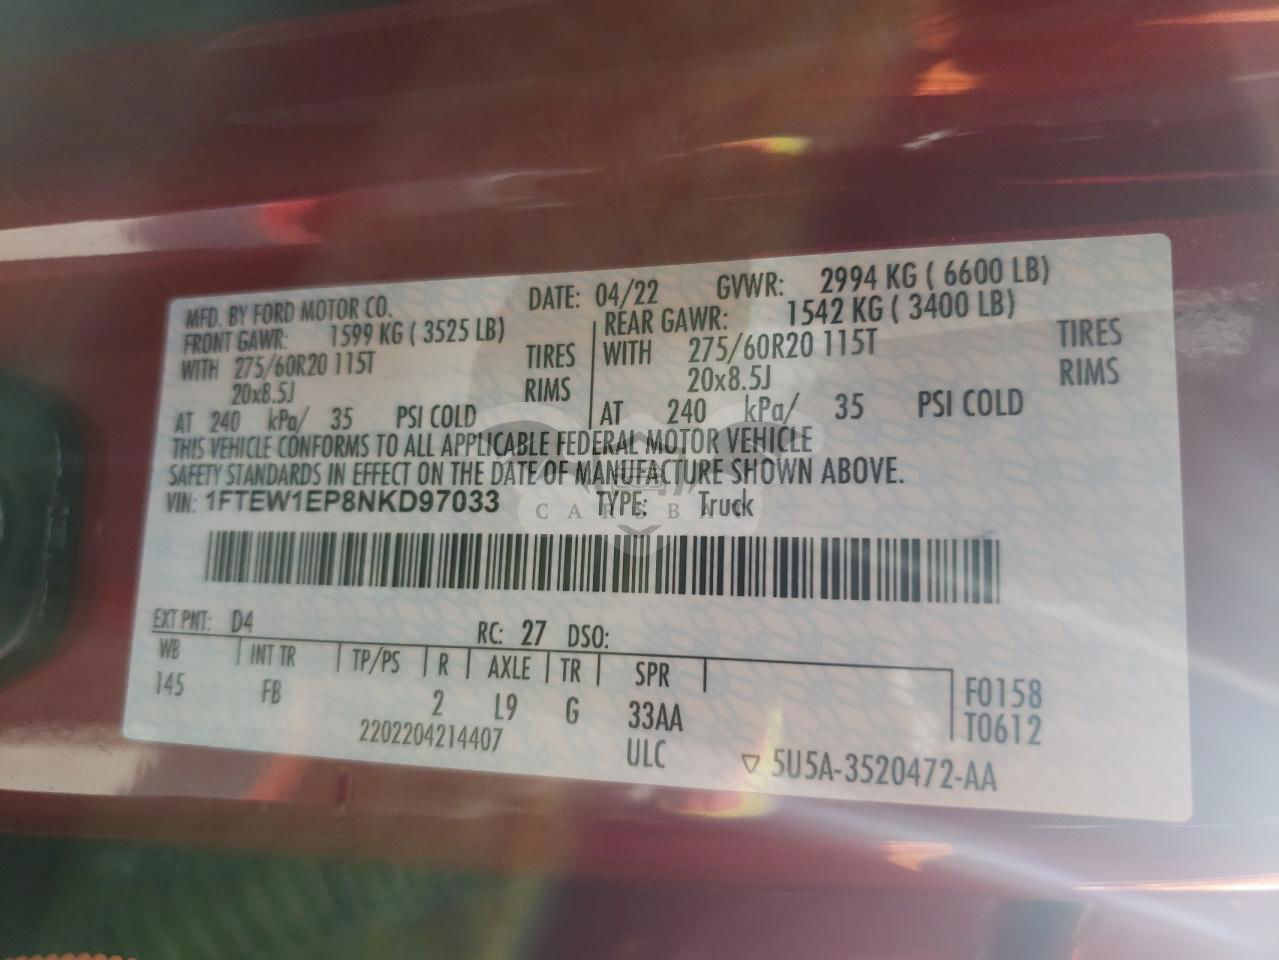 MFD. BY FORD MOTOR CO. DATE: 04/22 GVWR: 2994 KG ( 6600 LB)
FRONT GAWR: 1599 KG ( 3525 LB) REAR GAWR: 1542 KG ( 3400 LB)
WITH 275/60R20 115T TIRES WITH 275/60R20 115T TIRES
20x8.5J RIMS 20x8.5J RIMS
AT 240 kPa/ 35 PSI COLD AT 240 kPa/ 35 PSI COLD
THIS VEHICLE CONFORMS TO ALL APPLICABLE FEDERAL MOTOR VEHICLE
SAFETY STANDARDS IN EFFECT ON THE DATE OF MANUFACTURE SHOWN ABOVE.
VIN: 1FTEW1EP8NKD97033 TYPE: Truck
EXT PNT: D4 RC: 27 DSO:
WB INT TR TP/PS R AXLE TR SPR
145 FB 2 L9 G 33AA
F0158
T0612
2202204214407 ULC ▽ 5U5A-3520472-AA